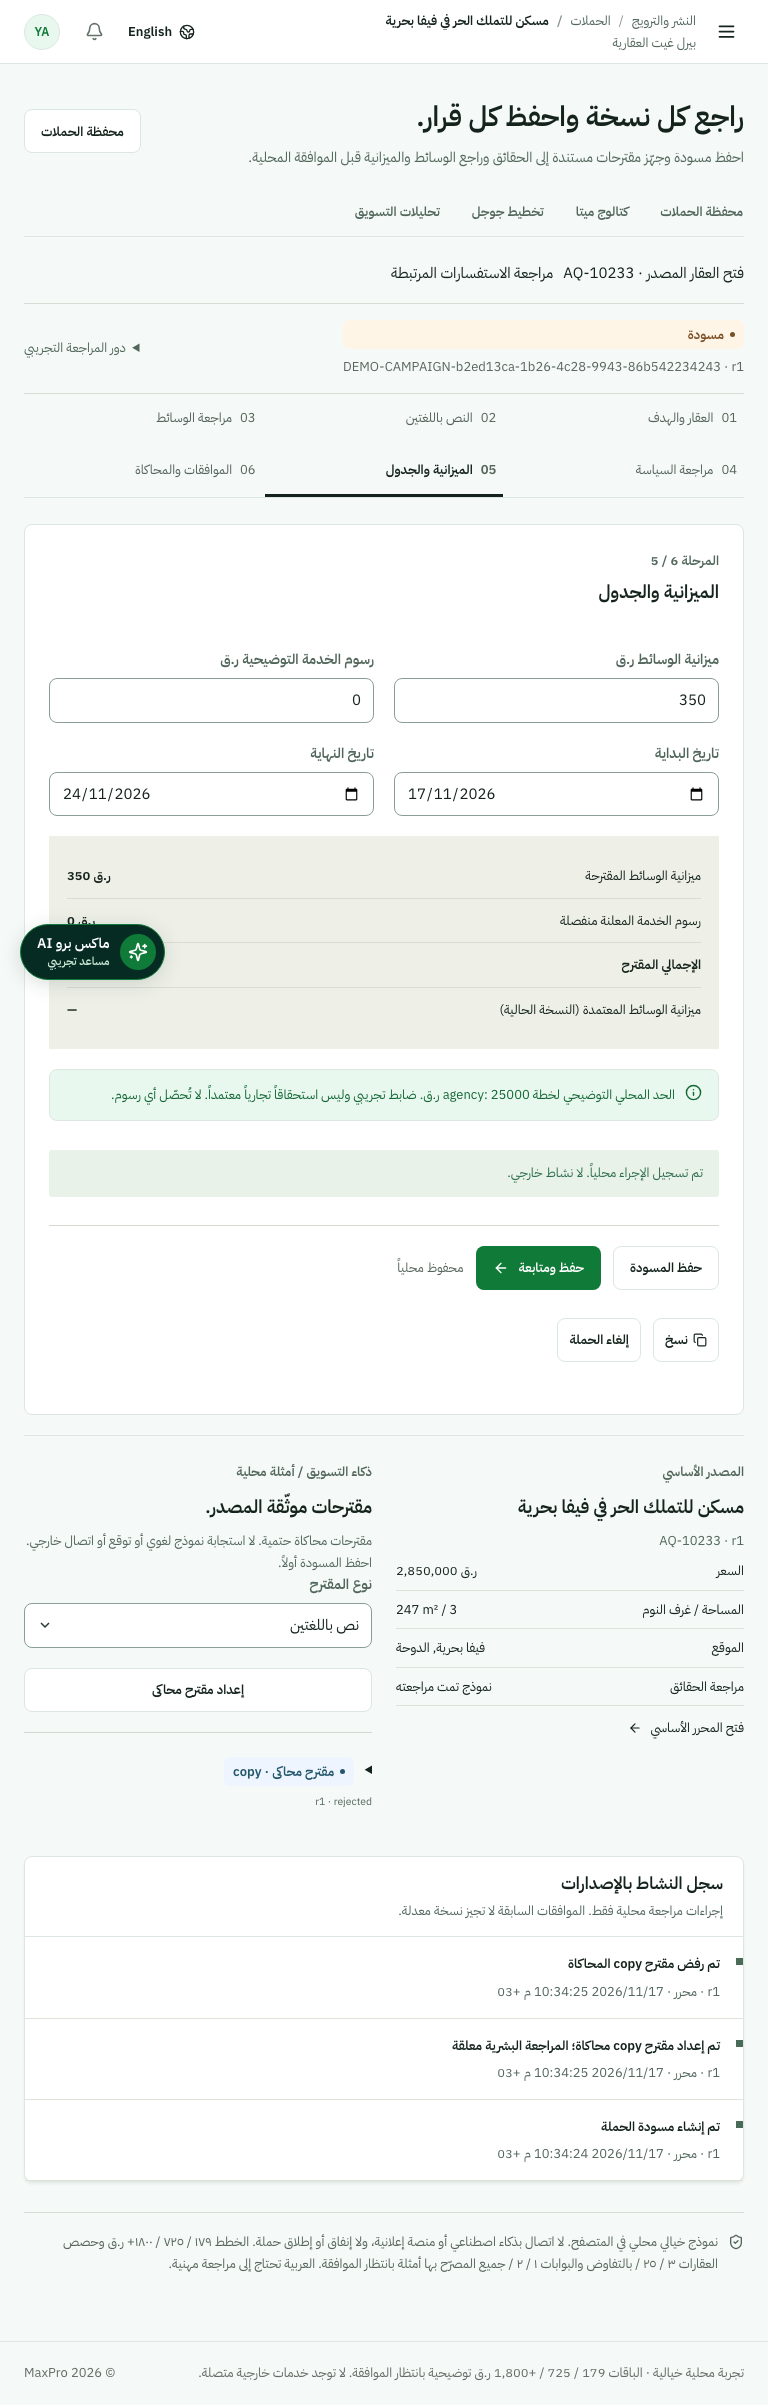 النشر والترويج / الحملات / مسكن للتملك الحر في فيفا بحرية
بيرل غيت العقارية
English
YA
راجع كل نسخة واحفظ كل قرار.
احفظ مسودة وجهّز مقترحات مستندة إلى الحقائق وراجع الوسائط والميزانية قبل الموافقة المحلية.
محفظة الحملات
محفظة الحملات
كتالوج ميتا
تخطيط جوجل
تحليلات التسويق
فتح العقار المصدر · AQ-10233
مراجعة الاستفسارات المرتبطة
مسودة
DEMO-CAMPAIGN-b2ed13ca-1b26-4c28-9943-86b542234243 · r1
دور المراجعة التجريبي
01 العقار والهدف
02 النص باللغتين
03 مراجعة الوسائط
04 مراجعة السياسة
05 الميزانية والجدول
06 الموافقات والمحاكاة
المرحلة 6 / 5
الميزانية والجدول
ميزانية الوسائط ر.ق
رسوم الخدمة التوضيحية ر.ق
350
0
تاريخ البداية
تاريخ النهاية
17/11/2026
24/11/2026
ميزانية الوسائط المقترحة
ر.ق 350
رسوم الخدمة المعلنة منفصلة
ر.ق 0
الإجمالي المقترح
ميزانية الوسائط المعتمدة (النسخة الحالية)
—
ماكس برو AI
مساعد تجريبي
الحد المحلي التوضيحي لخطة agency: 25000 ر.ق. ضابط تجريبي وليس استحقاقاً تجارياً معتمداً. لا تُحصّل أي رسوم.
تم تسجيل الإجراء محلياً. لا نشاط خارجي.
حفظ المسودة
حفظ ومتابعة
محفوظ محلياً
نسخ
إلغاء الحملة
المصدر الأساسي
مسكن للتملك الحر في فيفا بحرية
AQ-10233 · r1
السعر
ر.ق 2,850,000
المساحة / غرف النوم
247 m² / 3
الموقع
فيفا بحرية, الدوحة
مراجعة الحقائق
نموذج تمت مراجعته
فتح المحرر الأساسي
ذكاء التسويق / أمثلة محلية
مقترحات موثّقة المصدر.
مقترحات محاكاة حتمية. لا استجابة نموذج لغوي أو توقع أو اتصال خارجي.
احفظ المسودة أولاً.
نوع المقترح
نص باللغتين
إعداد مقترح محاكى
مقترح محاكى · copy
r1 · rejected
سجل النشاط بالإصدارات
إجراءات مراجعة محلية فقط. الموافقات السابقة لا تجيز نسخة معدلة.
تم رفض مقترح copy المحاكاة
r1 · محرر · 2026/11/17 10:34:25 م +03
تم إعداد مقترح copy محاكاة؛ المراجعة البشرية معلقة
r1 · محرر · 2026/11/17 10:34:25 م +03
تم إنشاء مسودة الحملة
r1 · محرر · 2026/11/17 10:34:24 م +03
نموذج خيالي محلي في المتصفح. لا اتصال بذكاء اصطناعي أو منصة إعلانية، ولا إنفاق أو إطلاق حملة. الخطط ١٧٩ / ٧٢٥ / ١٨٠٠+ ر.ق وحصص
العقارات ٣ / ٢٥ / بالتفاوض والبوابات ١ / ٢ / جميع المصرّح بها أمثلة بانتظار الموافقة. العربية تحتاج إلى مراجعة مهنية.
تجربة محلية خيالية · الباقات 179 / 725 / 1,800+ ر.ق توضيحية بانتظار الموافقة. لا توجد خدمات خارجية متصلة.
© 2026 MaxPro